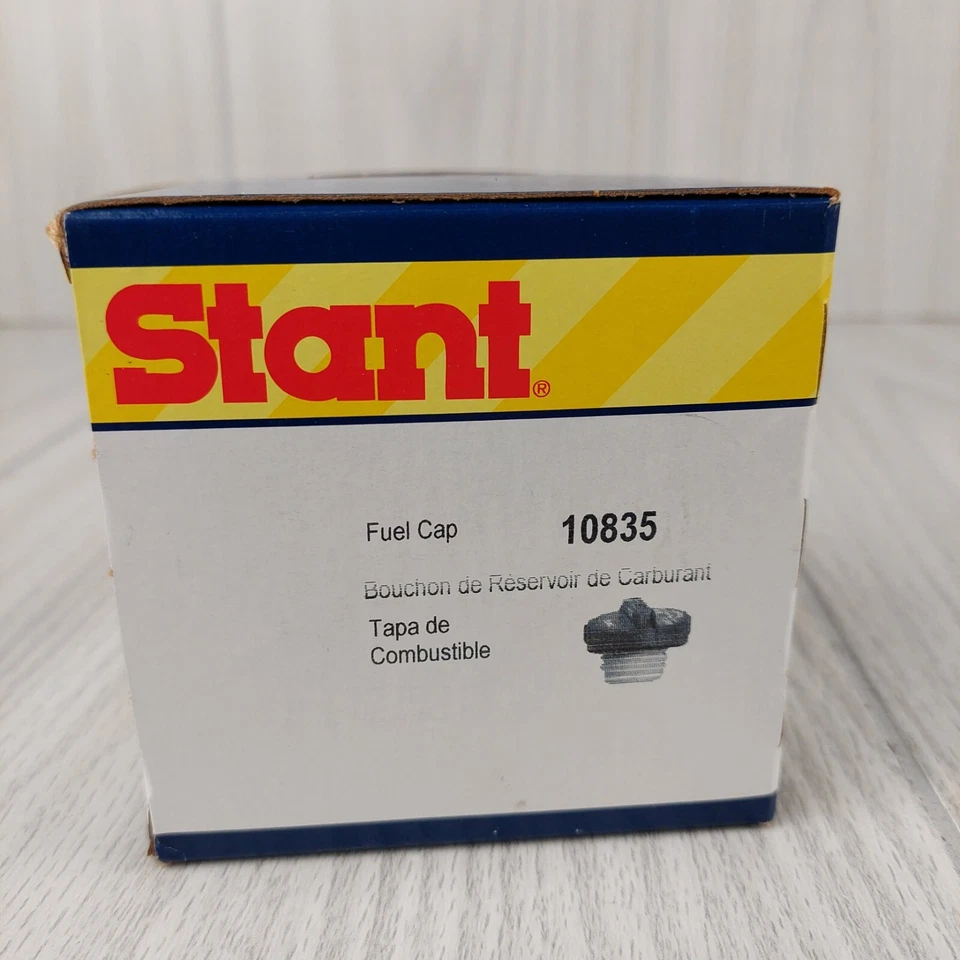 Stant®
Fuel Cap 10835
Bouchon de Réservoir de Carburant
Tapa de
Combustible